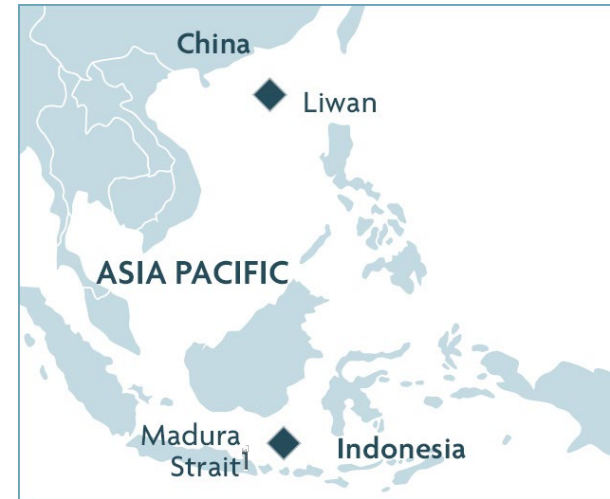 China
Liwan
ASIA PACIFIC
Madura
Strait¹
Indonesia